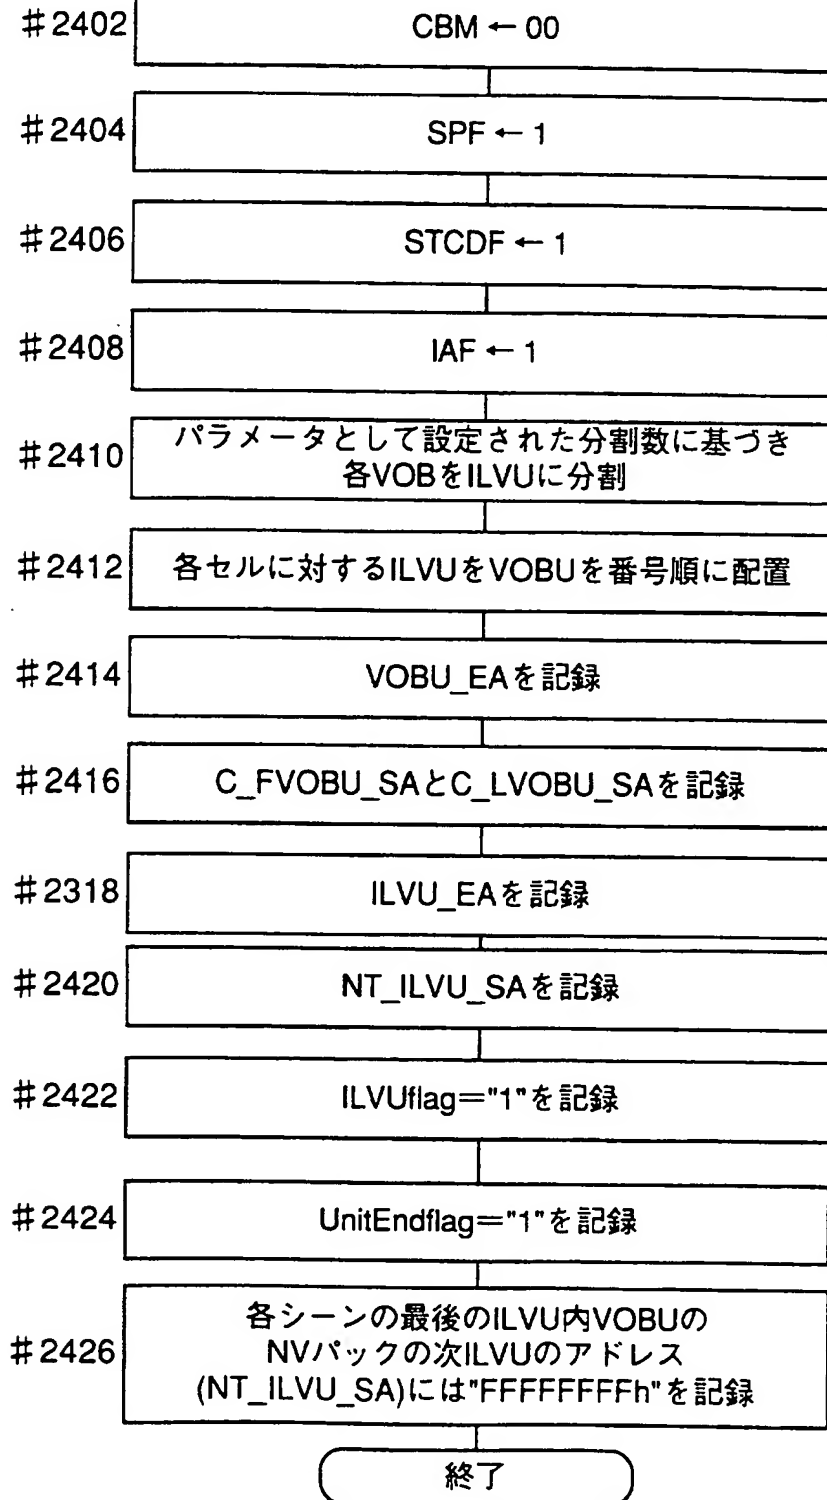 #2402 CBM ← 00
#2404 SPF ← 1
#2406 STCDF ← 1
#2408 IAF ← 1
#2410 パラメータとして設定された分割数に基づき
各VOBをILVUに分割
#2412 各セルに対するILVUをVOBUを番号順に配置
#2414 VOBU_EAを記録
#2416 C_FVOBU_SAとC_LVOBU_SAを記録
#2318 ILVU_EAを記録
#2420 NT_ILVU_SAを記録
#2422 ILVUflag="1"を記録
#2424 UnitEndflag="1"を記録
各シーンの最後のILVU内VOBUの
#2426 NVパックの次ILVUのアドレス
(NT_ILVU_SA)には"FFFFFFFFh"を記録
終了